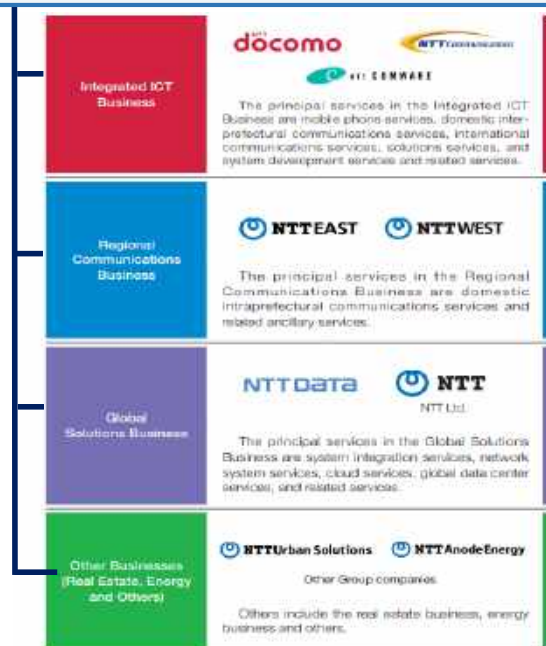 Integrated ICT
Business
NTT
döcomo
NTT Communications
NTT COMWARE
The principal services in the Integrated ICT
Business are mobile phone services, domestic inter-
prefectural communications services, international
communications services, solutions services, and
system development services and related services.
Regional
Communications
Business
NTT EAST
NTT WEST
The principal services in the Regional
Communications Business are domestic
intraprefectural communications services and
related ancillary services.
Global
Solutions Business
NTT DATA
NTT
NTT Ltd.
The principal services in the Global Solutions
Business are system integration services, network
system services, cloud services, global data center
services, and related services.
Other Businesses
(Real Estate, Energy
and Others)
NTT Urban Solutions
NTT Anode Energy
Other Group companies
Others include the real estate business, energy
business and others.